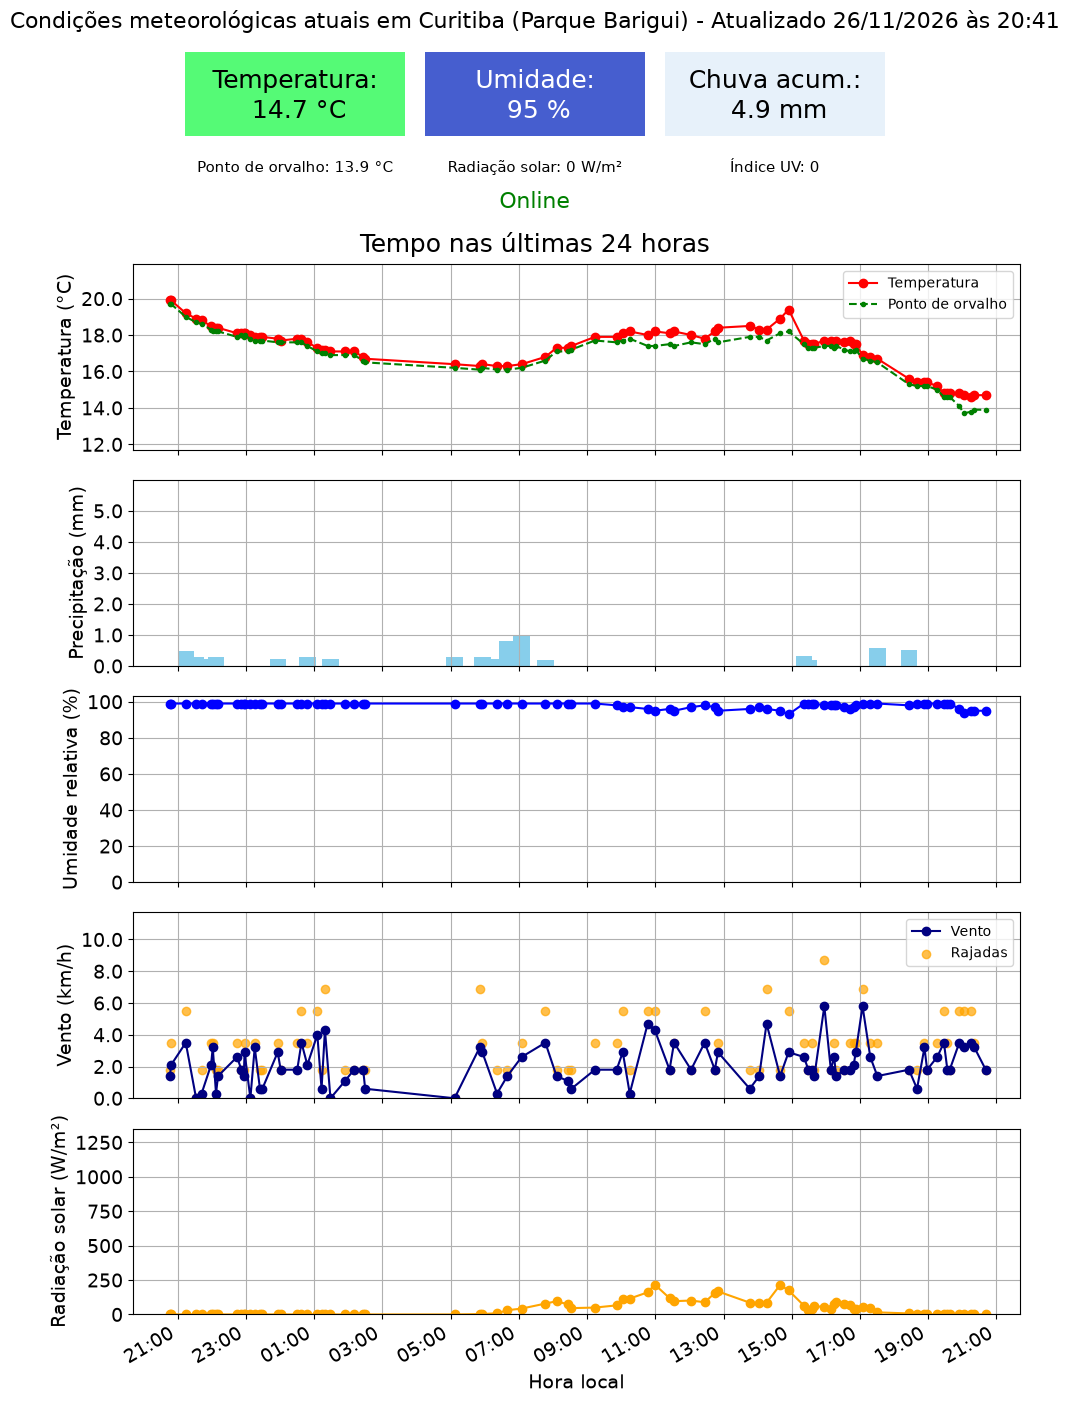 Condições meteorológicas atuais em Curitiba (Parque Barigui) - Atualizado 26/11/2026 às 20:41
Temperatura:
14.7 °C
Umidade:
95 %
Chuva acum.:
4.9 mm
Ponto de orvalho: 13.9 °C
Radiação solar: 0 W/m²
Índice UV: 0
Online
Tempo nas últimas 24 horas
Temperatura (°C)
20.0
18.0
16.0
14.0
12.0
Temperatura
Ponto de orvalho
Precipitação (mm)
5.0
4.0
3.0
2.0
1.0
0.0
Umidade relativa (%)
100
80
60
40
20
0
Vento (km/h)
10.0
8.0
6.0
4.0
2.0
0.0
Vento
Rajadas
Radiação solar (W/m²)
1250
1000
750
500
250
0
21:00
23:00
01:00
03:00
05:00
07:00
09:00
11:00
13:00
15:00
17:00
19:00
21:00
Hora local